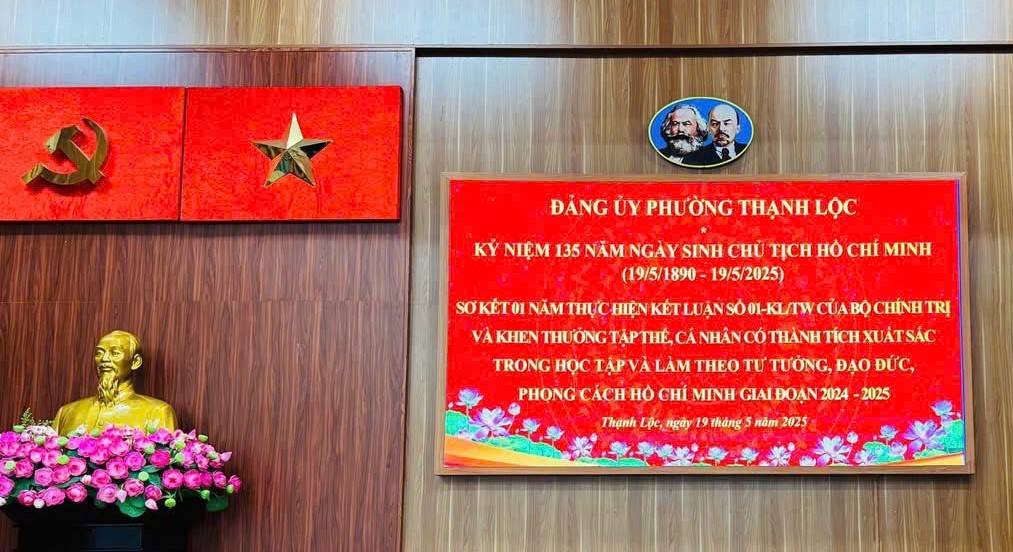 ĐẢNG ỦY PHƯỜNG THẠNH LỘC
*
KỶ NIỆM 135 NĂM NGÀY SINH CHỦ TỊCH HỒ CHÍ MINH
(19/5/1890 - 19/5/2025)
SƠ KẾT 01 NĂM THỰC HIỆN KẾT LUẬN SỐ 01-KL/TW CỦA BỘ CHÍNH TRỊ
VÀ KHEN THƯỞNG TẬP THỂ, CÁ NHÂN CÓ THÀNH TÍCH XUẤT SẮC
TRONG HỌC TẬP VÀ LÀM THEO TƯ TƯỞNG, ĐẠO ĐỨC,
PHONG CÁCH HỒ CHÍ MINH GIAI ĐOẠN 2024 - 2025
Thạnh Lộc, ngày 19 tháng 5 năm 2025